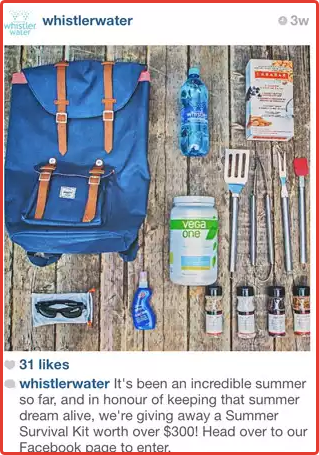 whistler
water
whistlerwater
3w
whistler
vega
one
31 likes
whistlerwater It's been an incredible summer
so far, and in honour of keeping that summer
dream alive, we're giving away a Summer
Survival Kit worth over $300! Head over to our
Facebook page to enter.